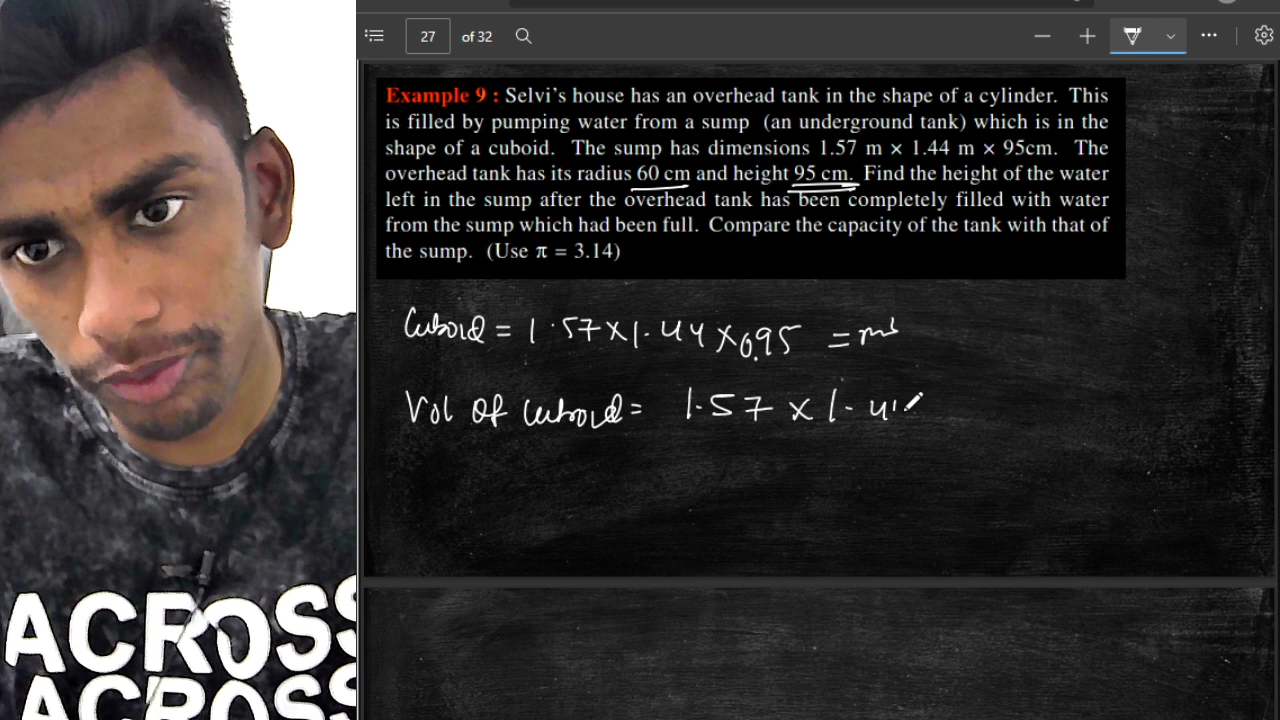 27 of 32
Example 9 : Selvi's house has an overhead tank in the shape of a cylinder. This
is filled by pumping water from a sump (an underground tank) which is in the
shape of a cuboid. The sump has dimensions 1.57 m × 1.44 m × 95cm. The
overhead tank has its radius 60 cm and height 95 cm. Find the height of the water
left in the sump after the overhead tank has been completely filled with water
from the sump which had been full. Compare the capacity of the tank with that of
the sump. (Use π = 3.14)
Cuboid = 1.57 × 1.44 × 0.95 = m³
Vol of cuboid = 1.57 × 1.4
ACROSS
ACROSS